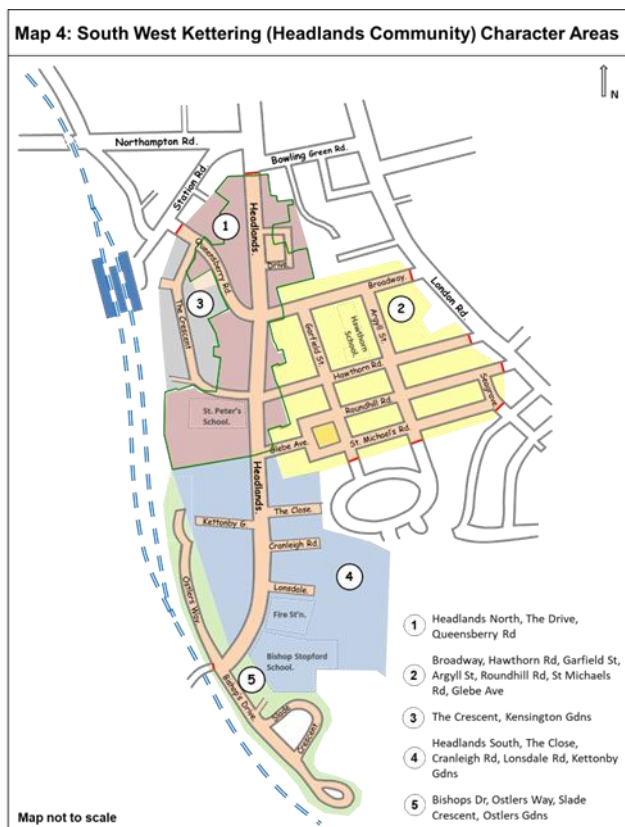 Map 4: South West Kettering (Headlands Community) Character Areas
N
Northampton Rd.
Bowling Green Rd.
Station Rd
Headlands.
1
Drive
Queensberry Rd.
3
The Crescent
Broadway.
2
London Rd.
Garfield St
Hawthorn
School.
Argyll St.
Hawthorn Rd.
Seagrave.
Roundhill Rd.
St. Peter's
School.
St. Michael's Rd.
Glebe Ave.
Headlands.
The Close.
Kettonby G.
Cranleigh Rd.
4
Lonsdale.
Ostlers Way.
Fire St'n.
Bishop Stopford
School.
5
Bishop's Drive.
Slade
Crescent
1 Headlands North, The Drive,
Queensberry Rd
2 Broadway, Hawthorn Rd, Garfield St,
Argyll St, Roundhill Rd, St Michaels
Rd, Glebe Ave
3 The Crescent, Kensington Gdns
4 Headlands South, The Close,
Cranleigh Rd, Lonsdale Rd, Kettonby
Gdns
5 Bishops Dr, Ostlers Way, Slade
Crescent, Ostlers Gdns
Map not to scale